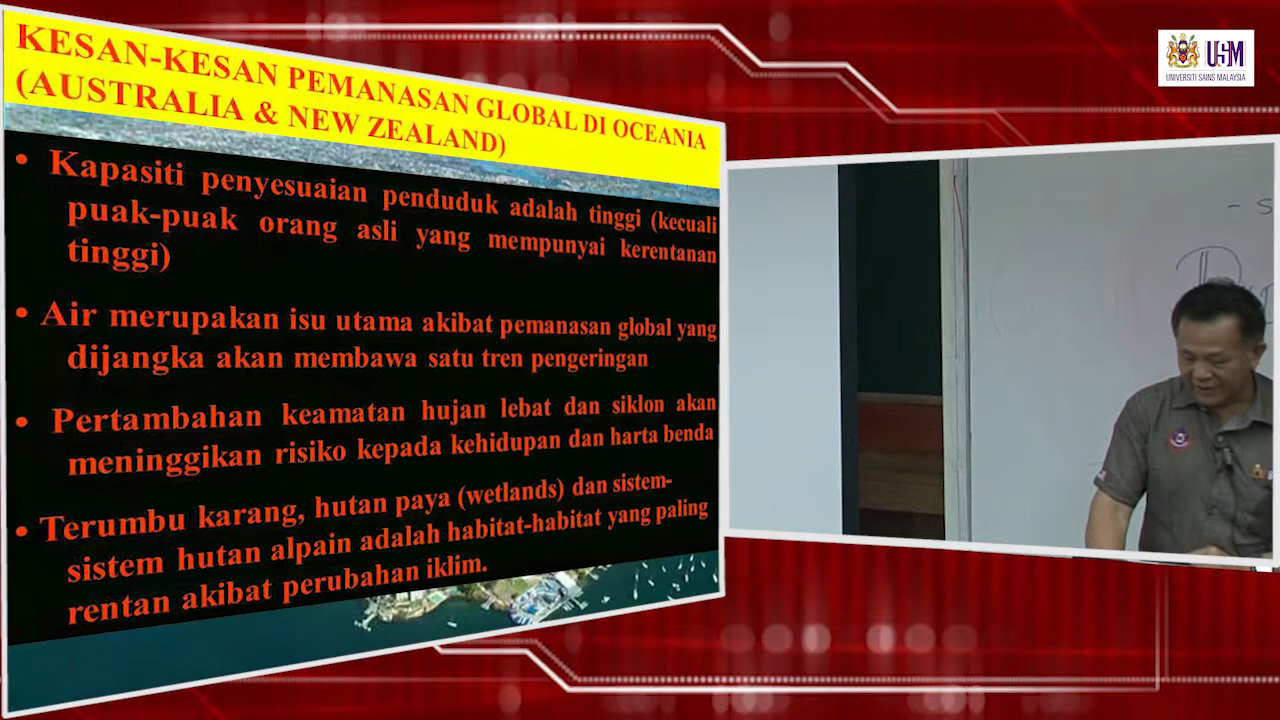 KESAN-KESAN PEMANASAN GLOBAL DI OCEANIA
(AUSTRALIA & NEW ZEALAND)
• Kapasiti penyesuaian penduduk adalah tinggi (kecuali
puak-puak orang asli yang mempunyai kerentanan
tinggi)
• Air merupakan isu utama akibat pemanasan global yang
dijangka akan membawa satu tren pengeringan
• Pertambahan keamatan hujan lebat dan siklon akan
meninggikan risiko kepada kehidupan dan harta benda
• Terumbu karang, hutan paya (wetlands) dan sistem-
sistem hutan alpain adalah habitat-habitat yang paling
rentan akibat perubahan iklim.
USM
UNIVERSITI SAINS MALAYSIA